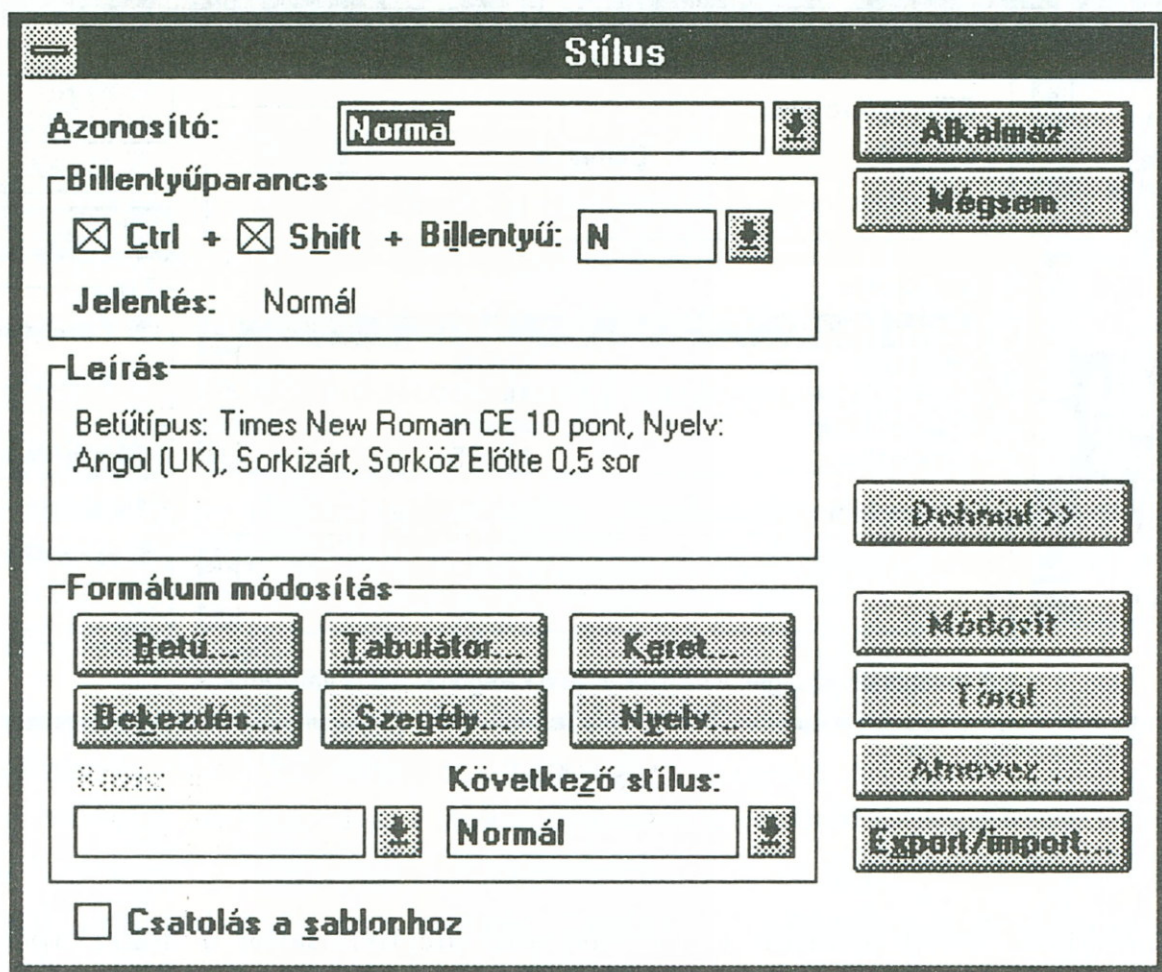 Stílus
Azonosító: Normál
Alkalmaz
Mégsem
Billentyűparancs
Ctrl + Shift + Billentyű: N
Jelentés: Normál
Leírás
Betűtípus: Times New Roman CE 10 pont, Nyelv:
Angol (UK), Sorkizárt, Sorköz Előtte 0,5 sor
Definiál >>
Formátum módosítás
Betű... Tabulátor... Keret...
Bekezdés... Szegély... Nyelv...
Módosít
Töröl
Átnevez...
Export/import...
Bázis: Következő stílus:
Normál
Csatolás a sablonhoz